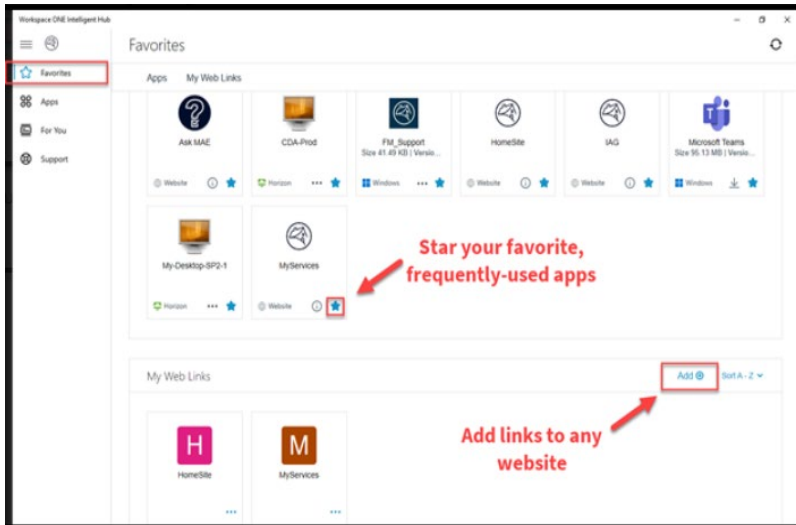 Workspace ONE Intelligent Hub
Favorites
Favorites
Apps
For You
Support
Apps My Web Links
Ask MAE
Website
CDA-Prod
Horizon
FM_Support
Size 41.49 KB | Versio...
Windows
HomeSite
Website
IAG
Website
Microsoft Teams
Size 95.13 MB | Versio...
Windows
My-Desktop-SP2-1
Horizon
MyServices
Website
Star your favorite,
frequently-used apps
My Web Links
Add
Sort A - Z
H
HomeSite
M
MyServices
Add links to any
website